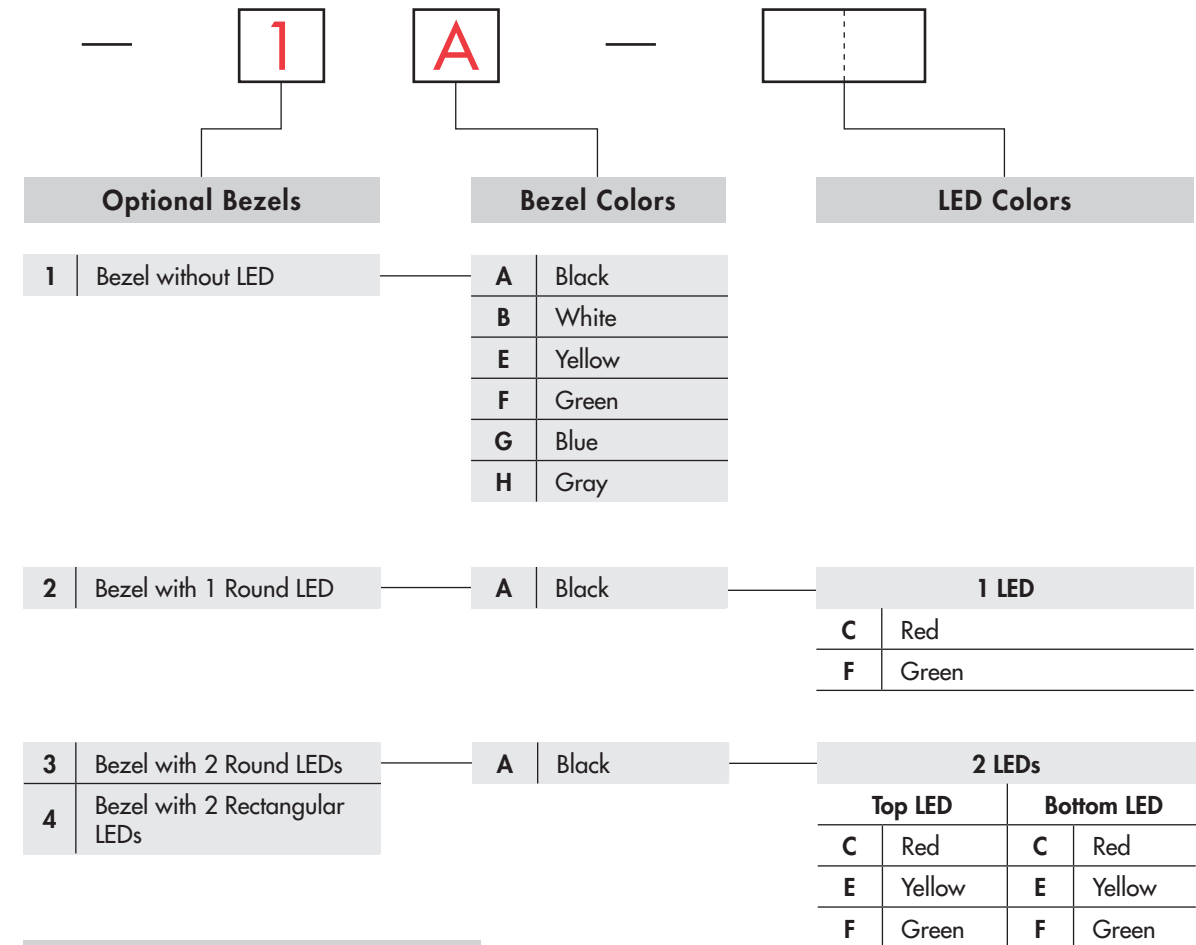 — 1 A —
Optional Bezels Bezel Colors LED Colors
1 Bezel without LED A Black
B White
E Yellow
F Green
G Blue
H Gray
2 Bezel with 1 Round LED A Black 1 LED
C Red
F Green
3 Bezel with 2 Round LEDs A Black 2 LEDs
4 Bezel with 2 Rectangular
LEDs
Top LED Bottom LED
C Red C Red
E Yellow E Yellow
F Green F Green